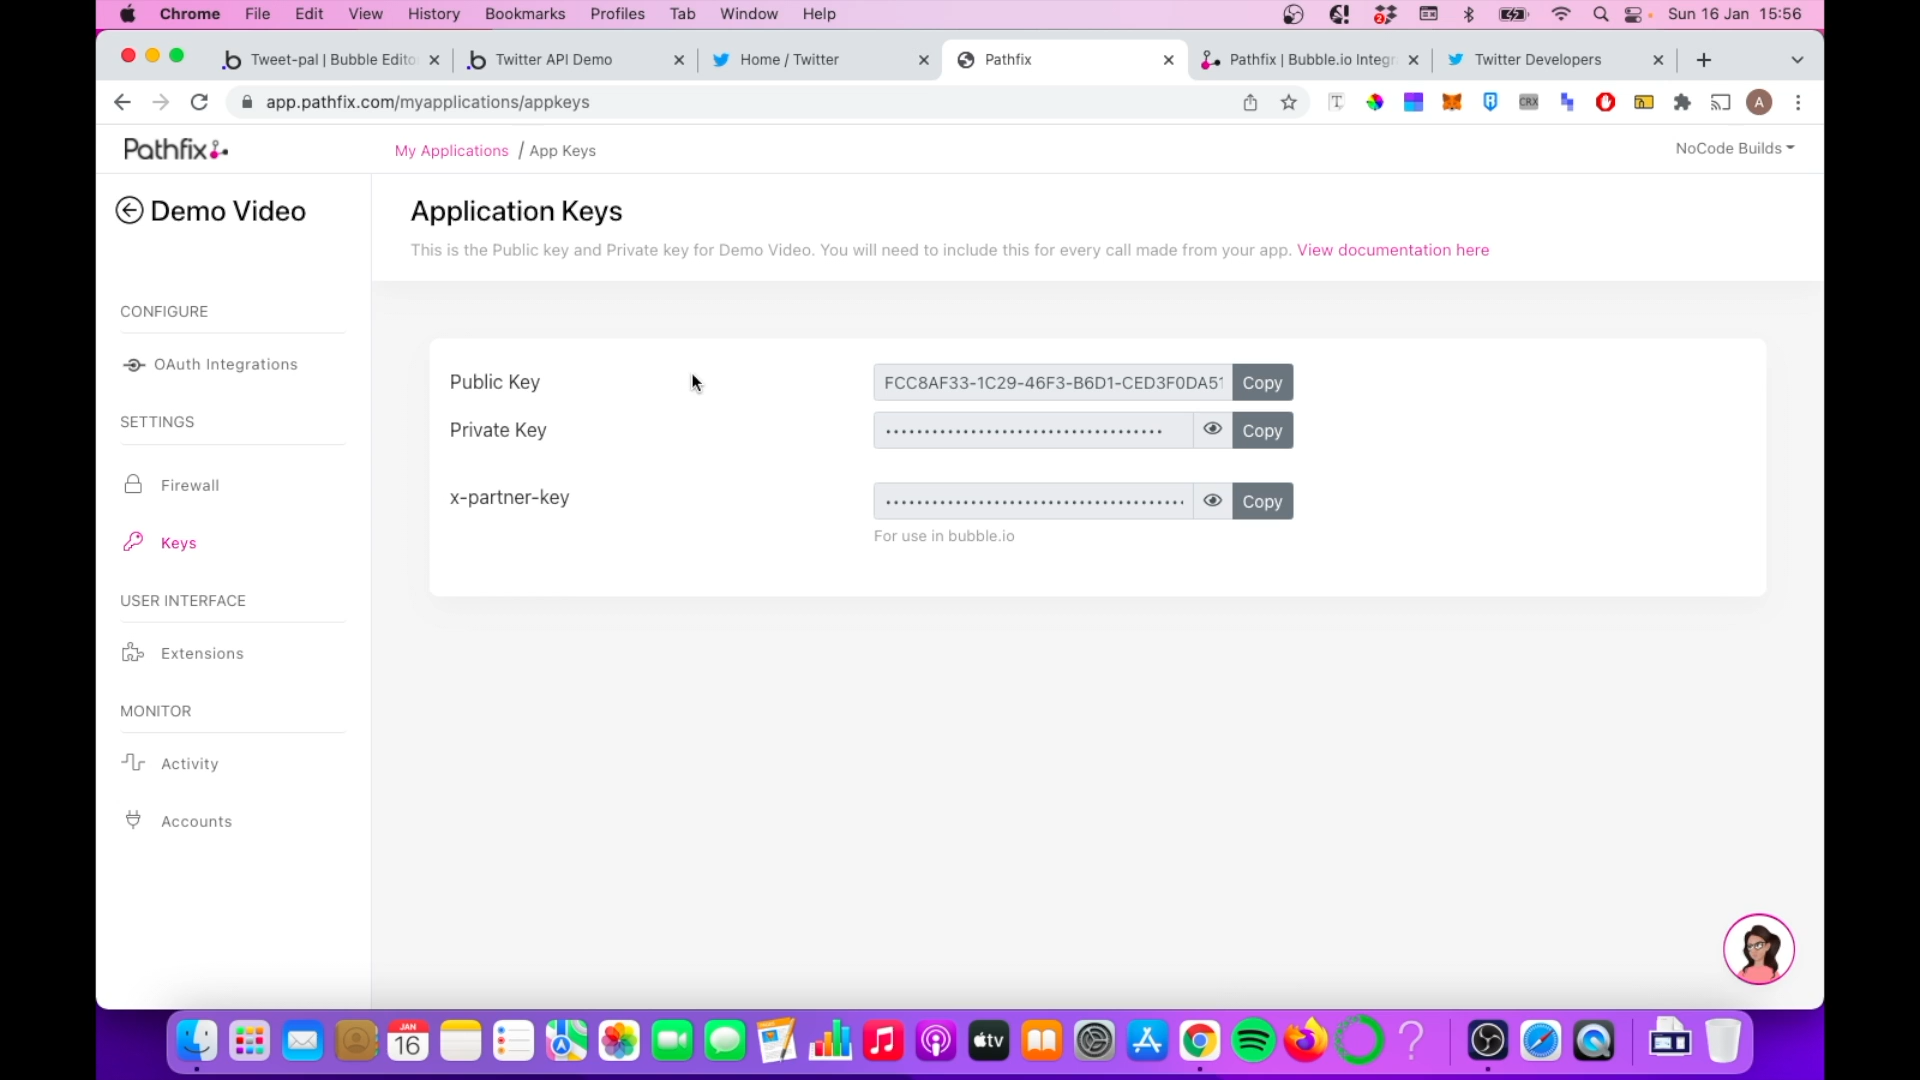 Chrome File Edit View History Bookmarks Profiles Tab Window Help Sun 16 Jan 15:56
Tweet-pal | Bubble Edito Twitter API Demo Home / Twitter Pathfix Pathfix | Bubble.io Integr Twitter Developers
app.pathfix.com/myapplications/appkeys
Pathfix
My Applications / App Keys
NoCode Builds
Demo Video
Application Keys
This is the Public key and Private key for Demo Video. You will need to include this for every call made from your app. View documentation here
CONFIGURE
OAuth Integrations
SETTINGS
Firewall
Keys
USER INTERFACE
Extensions
MONITOR
Activity
Accounts
Public Key FCC8AF33-1C29-46F3-B6D1-CED3F0DA51 Copy
Private Key Copy
x-partner-key Copy
For use in bubble.io
JAN
16
tv